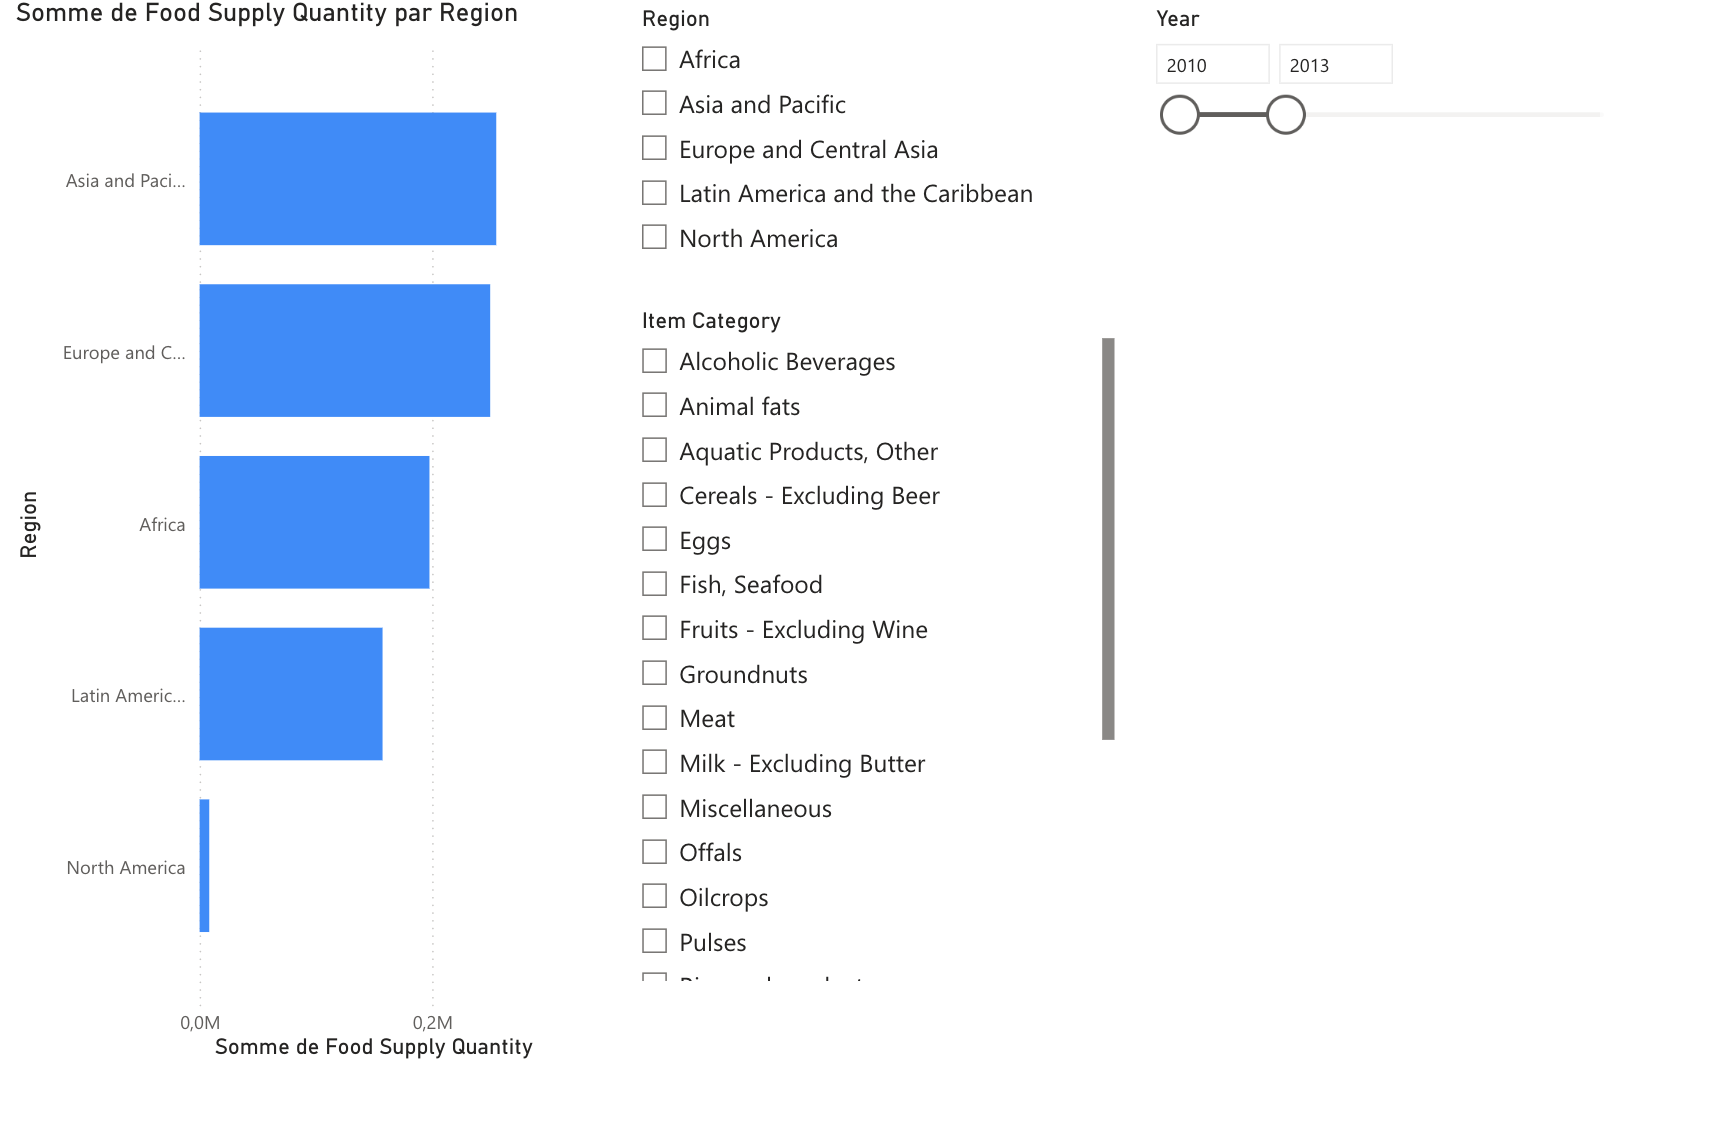 Somme de Food Supply Quantity par Region
Asia and Paci...
Europe and C...
Africa
Latin Americ...
North America
Region
0,0M
0,2M
Somme de Food Supply Quantity
Region
Africa
Asia and Pacific
Europe and Central Asia
Latin America and the Caribbean
North America
Item Category
Alcoholic Beverages
Animal fats
Aquatic Products, Other
Cereals - Excluding Beer
Eggs
Fish, Seafood
Fruits - Excluding Wine
Groundnuts
Meat
Milk - Excluding Butter
Miscellaneous
Offals
Oilcrops
Pulses
Year
2010
2013